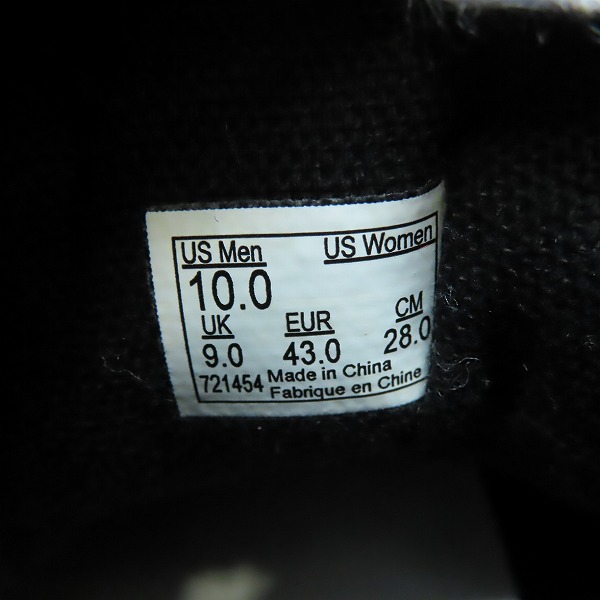 US Men US Women
10.0
UK EUR CM
9.0 43.0 28.0
721454 Made in China
Fabrique en Chine